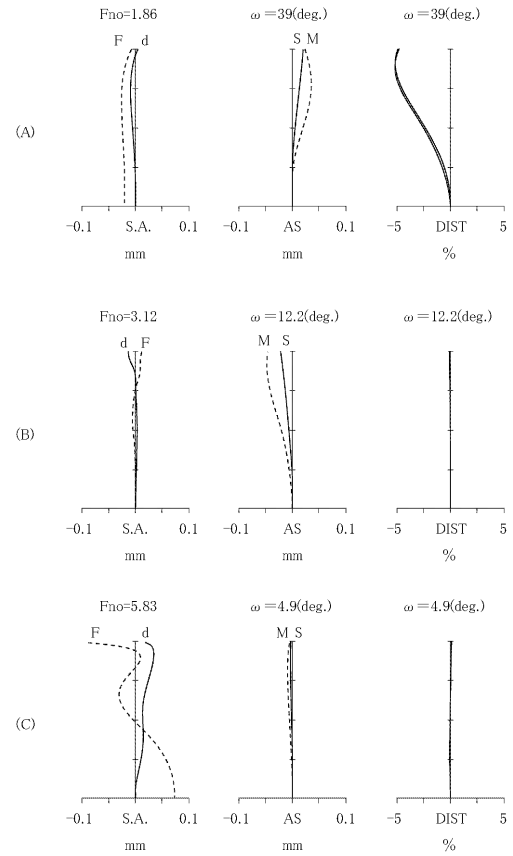 Fno=1.86 ω=39(deg.) ω=39(deg.)
F d S M
(A)
-0.1 S.A. 0.1 -0.1 AS 0.1 -5 DIST 5
mm mm %
Fno=3.12 ω=12.2(deg.) ω=12.2(deg.)
d F M S
(B)
-0.1 S.A. 0.1 -0.1 AS 0.1 -5 DIST 5
mm mm %
Fno=5.83 ω=4.9(deg.) ω=4.9(deg.)
F d M S
(C)
-0.1 S.A. 0.1 -0.1 AS 0.1 -5 DIST 5
mm mm %